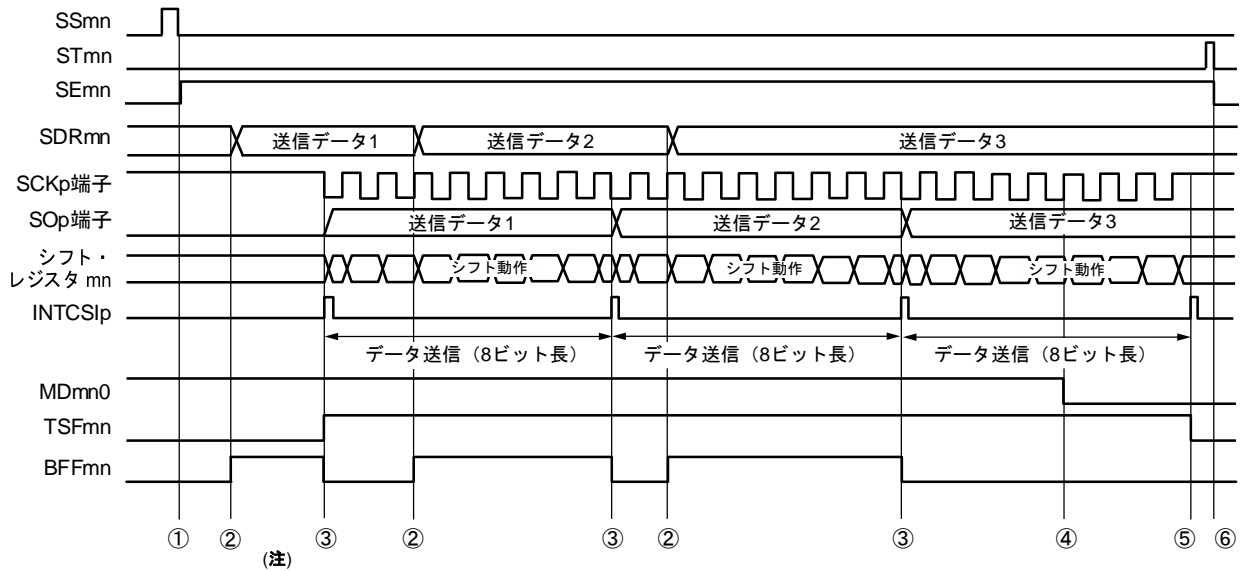 SSmn
STmn
SEmn
SDRmn 送信データ1 送信データ2 送信データ3
SCKp端子
SOp端子 送信データ1 送信データ2 送信データ3
シフト・
レジスタ mn シフト動作 シフト動作 シフト動作
INTCSIp
データ送信（8ビット長） データ送信（8ビット長） データ送信（8ビット長）
MDmn0
TSFmn
BFFmn
① ② ③ ② ③ ② ③ ④ ⑤ ⑥
(注)